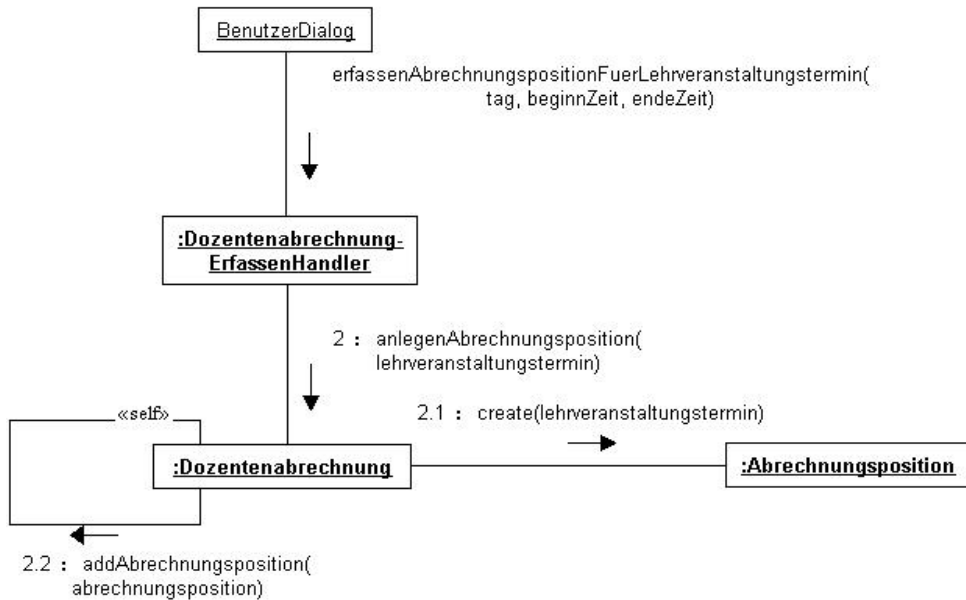 BenutzerDialog
erfassenAbrechnungspositionFuerLehrveranstaltungstermin(
tag, beginnZeit, endeZeit)
:Dozentenabrechnung-
ErfassenHandler
2 : anlegenAbrechnungsposition(
lehrveranstaltungstermin)
2.1 : create(lehrveranstaltungstermin)
«self»
:Dozentenabrechnung
:Abrechnungsposition
2.2 : addAbrechnungsposition(
abrechnungsposition)